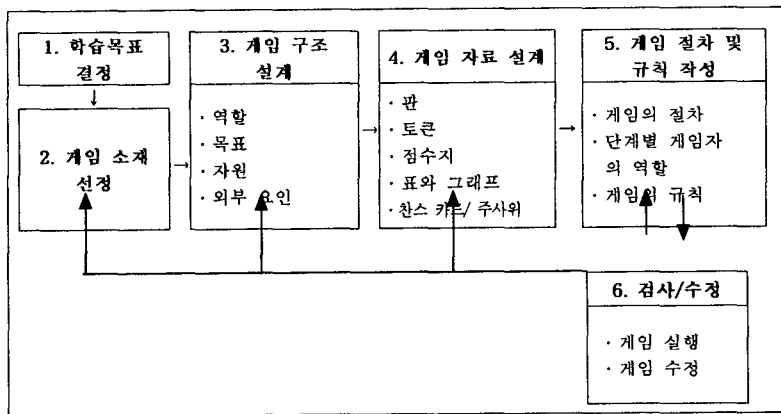 1. 학습목표
결정
2. 게임 소재
선정
3. 게임 구조
설계
· 역할
· 목표
· 자원
· 외부 요인
4. 게임 자료 설계
· 판
· 토큰
· 점수지
· 표와 그래프
· 찬스 카드/ 주사위
5. 게임 절차 및
규칙 작성
· 게임의 절차
· 단계별 게임자
의 역할
· 게임의 규칙
6. 검사/수정
· 게임 실행
· 게임 수정